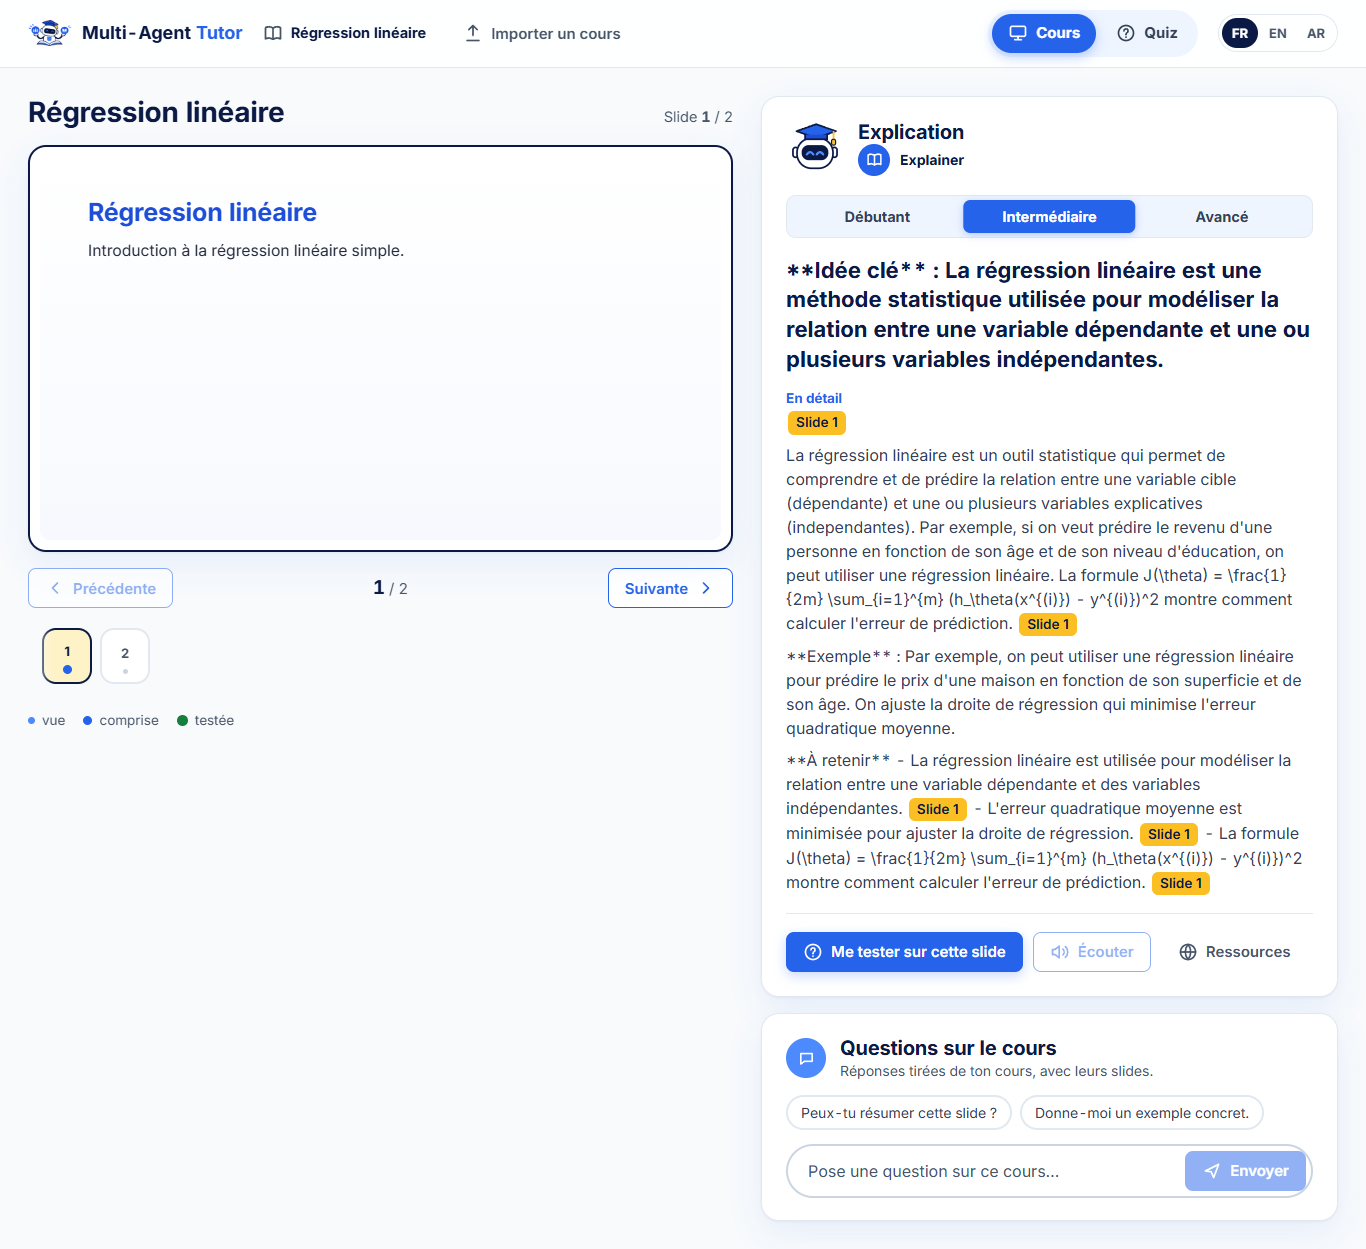 Multi-Agent Tutor
Régression linéaire
Importer un cours
Cours
Quiz
FR
EN
AR
Régression linéaire
Slide 1 / 2
Régression linéaire
Introduction à la régression linéaire simple.
Précédente
1 / 2
Suivante
1
2
vue
comprise
testée
Explication
Explainer
Débutant
Intermédiaire
Avancé
**Idée clé** : La régression linéaire est une
méthode statistique utilisée pour modéliser la
relation entre une variable dépendante et une ou
plusieurs variables indépendantes.
En détail
Slide 1
La régression linéaire est un outil statistique qui permet de
comprendre et de prédire la relation entre une variable cible
(dépendante) et une ou plusieurs variables explicatives
(independantes). Par exemple, si on veut prédire le revenu d'une
personne en fonction de son âge et de son niveau d'éducation, on
peut utiliser une régression linéaire. La formule J(\theta) = \frac{1}
{2m} \sum_{i=1}^{m} (h_\theta(x^{(i)}) - y^{(i)})^2 montre comment
calculer l'erreur de prédiction. Slide 1
**Exemple** : Par exemple, on peut utiliser une régression linéaire
pour prédire le prix d'une maison en fonction de son superficie et de
son âge. On ajuste la droite de régression qui minimise l'erreur
quadratique moyenne.
**À retenir** - La régression linéaire est utilisée pour modéliser la
relation entre une variable dépendante et des variables
indépendantes. Slide 1 - L'erreur quadratique moyenne est
minimisée pour ajuster la droite de régression. Slide 1 - La formule
J(\theta) = \frac{1}{2m} \sum_{i=1}^{m} (h_\theta(x^{(i)}) - y^{(i)})^2
montre comment calculer l'erreur de prédiction. Slide 1
Me tester sur cette slide
Écouter
Ressources
Questions sur le cours
Réponses tirées de ton cours, avec leurs slides.
Peux-tu résumer cette slide ?
Donne-moi un exemple concret.
Pose une question sur ce cours...
Envoyer